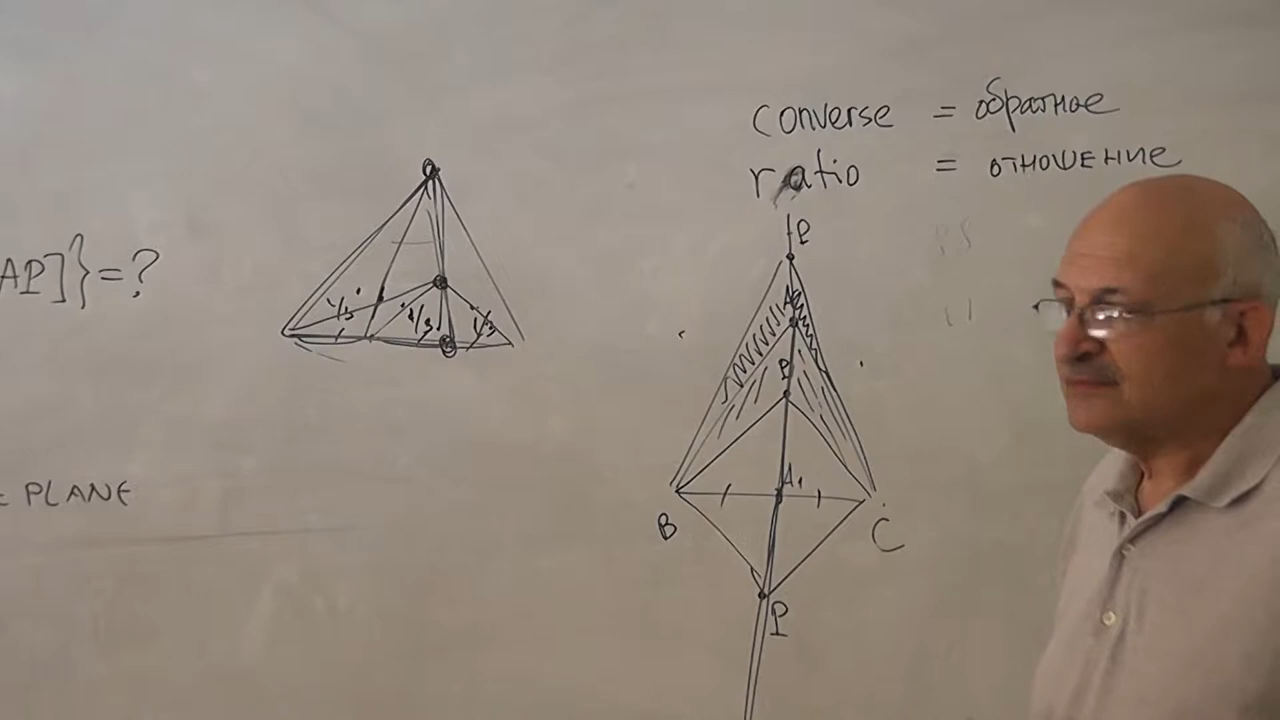 converse = обратное
ratio = отношение
AP]}=?
P
A
1/3 1/3 1/3
P
A₁
PLANE
B
C
P